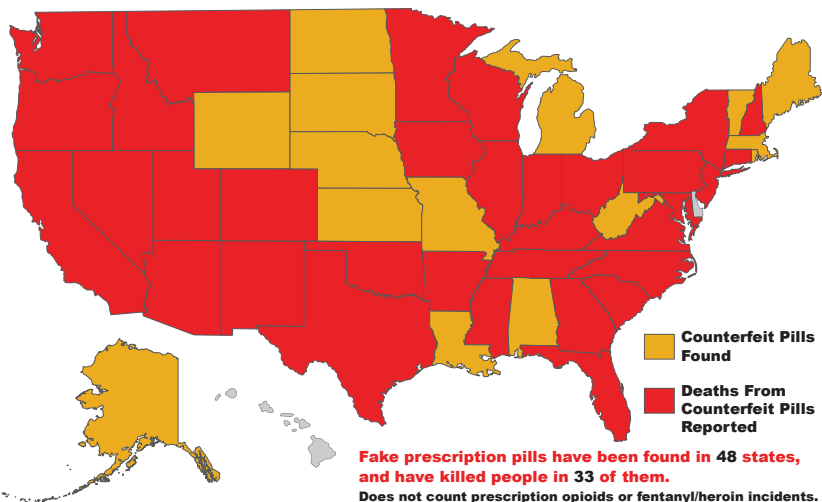 Counterfeit Pills
Found
Deaths From
Counterfeit Pills
Reported
Fake prescription pills have been found in 48 states,
and have killed people in 33 of them.
Does not count prescription opioids or fentanyl/heroin incidents.